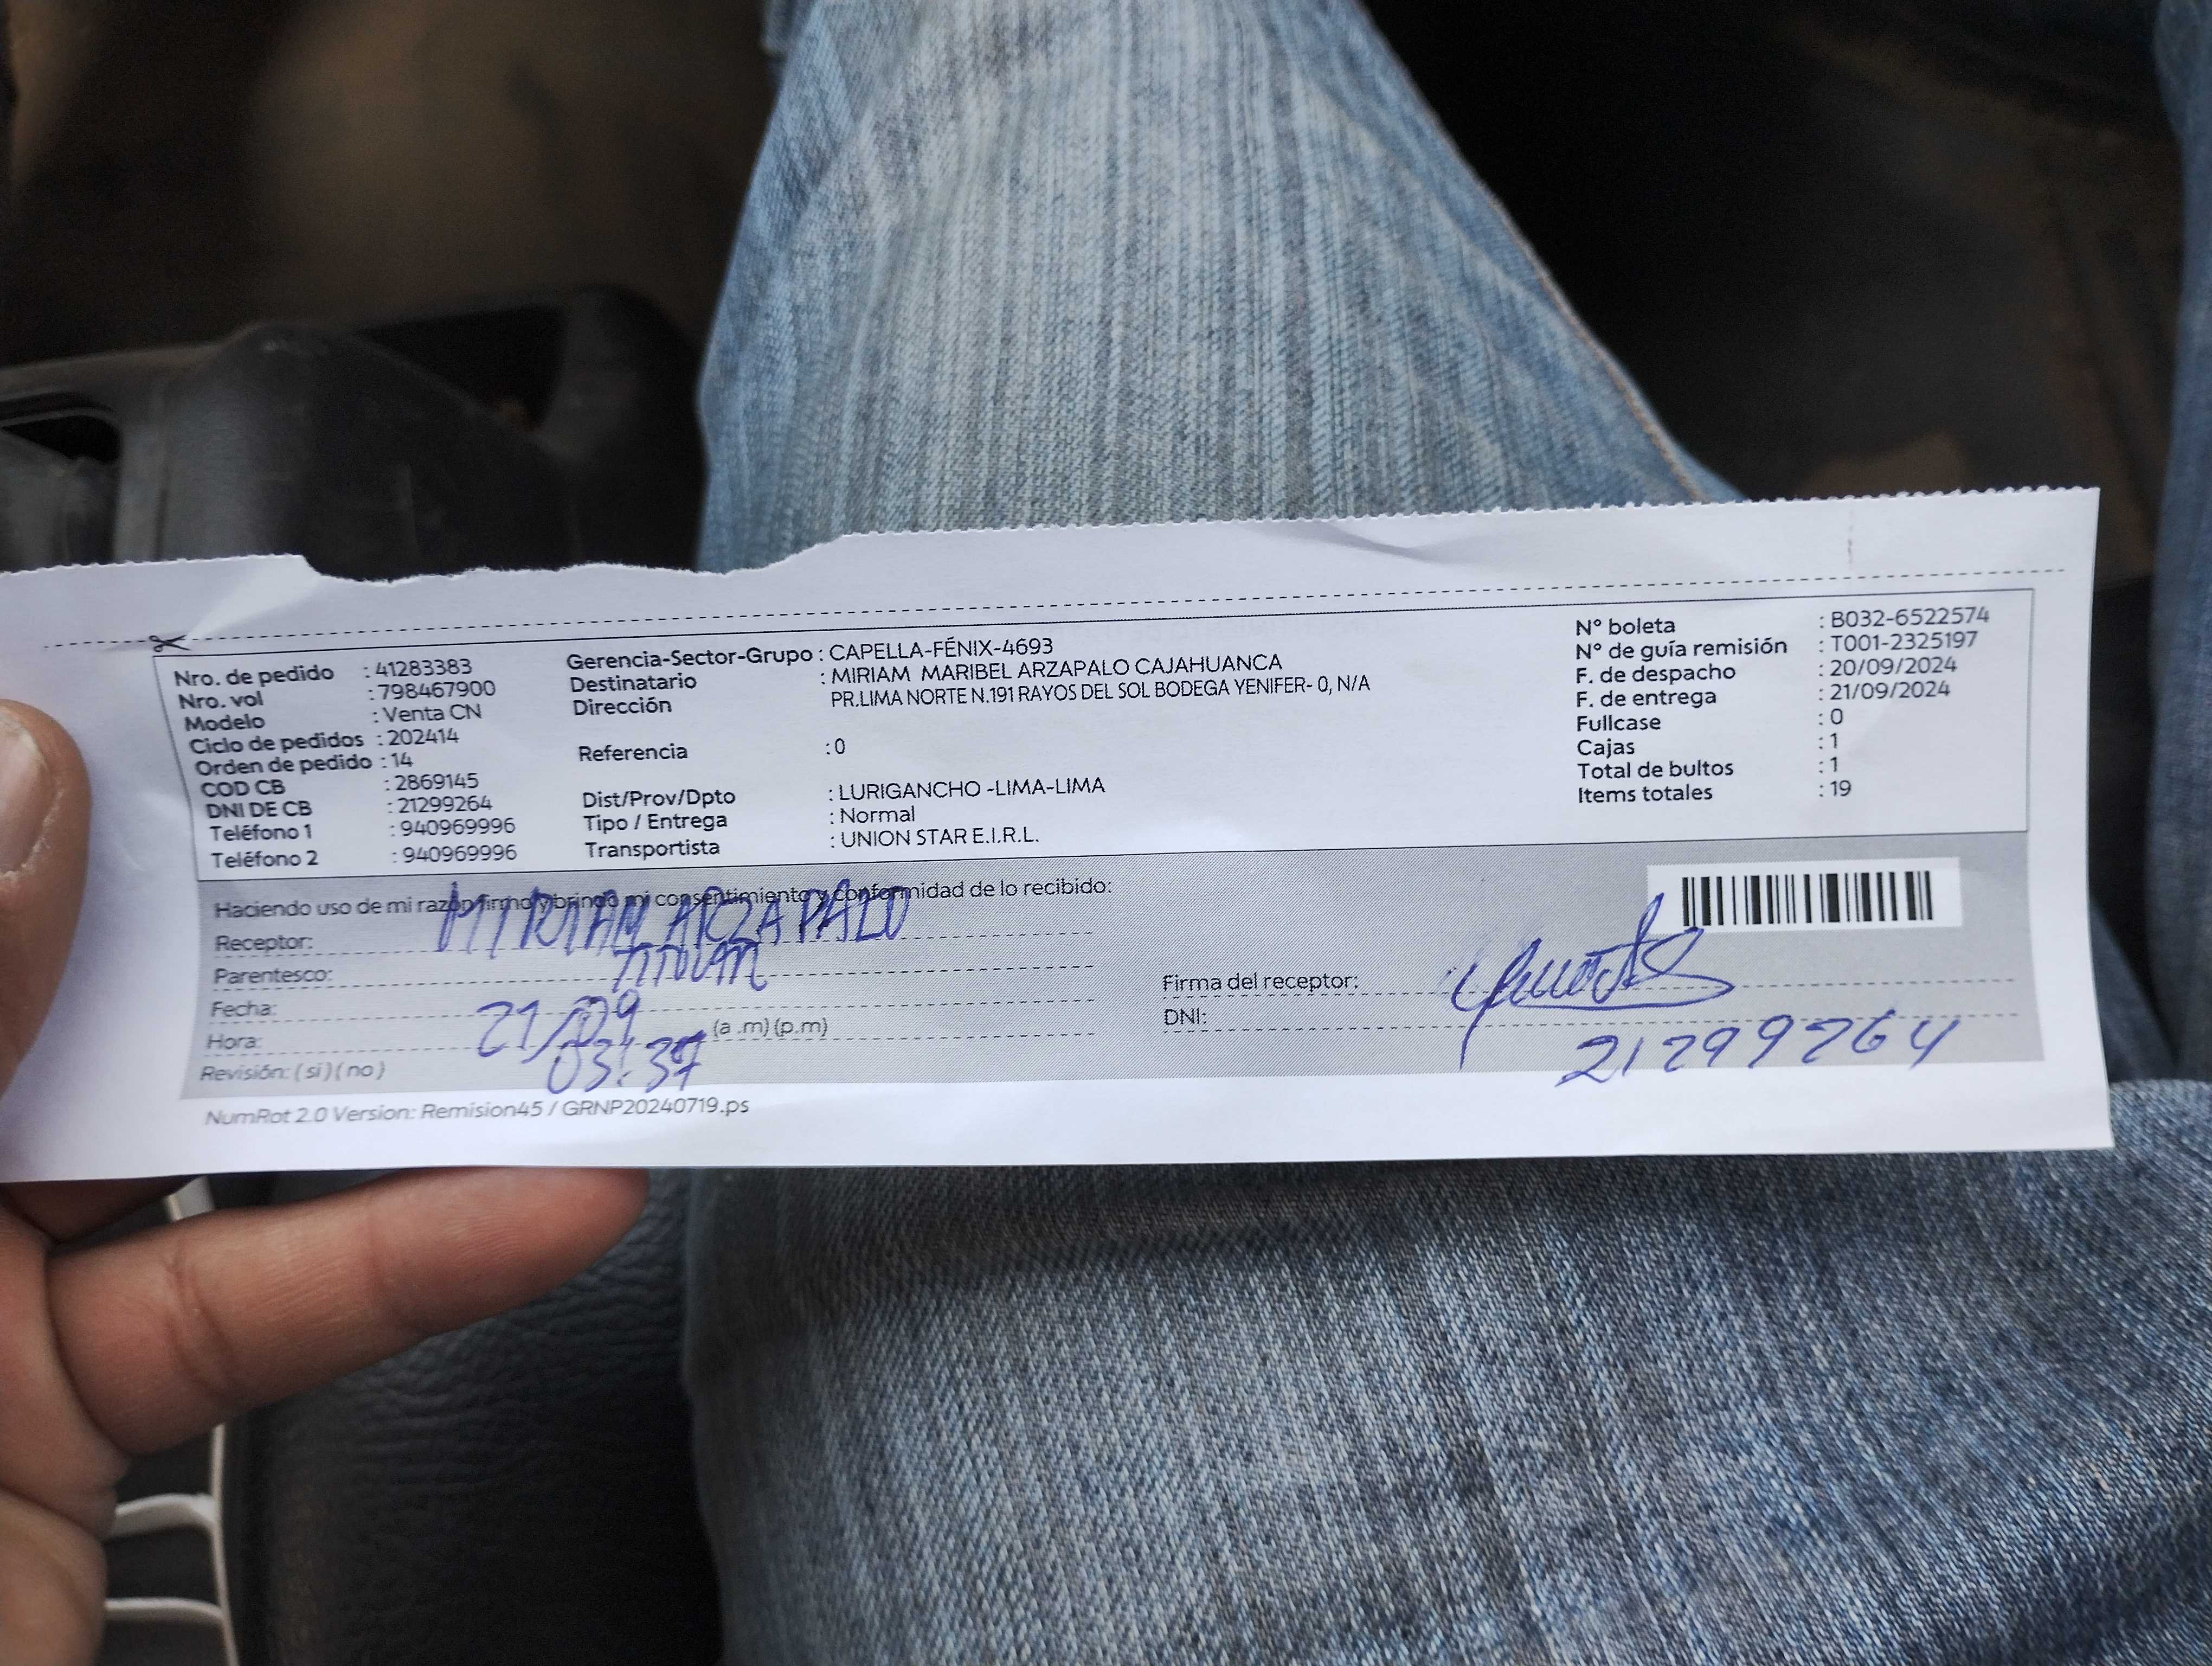 Nro. de pedido : 41283383
Nro. vol : 798467900
Modelo : Venta CN
Ciclo de pedidos : 202414
Orden de pedido : 14
COD CB : 2869145
DNI DE CB : 21299264
Teléfono 1 : 940969996
Teléfono 2 : 940969996
Gerencia-Sector-Grupo : CAPELLA-FÉNIX-4693
Destinatario : MIRIAM MARIBEL ARZAPALO CAJAHUANCA
Dirección PR.LIMA NORTE N.191 RAYOS DEL SOL BODEGA YENIFER- 0, N/A
Referencia : 0
Dist/Prov/Dpto : LURIGANCHO -LIMA-LIMA
Tipo / Entrega : Normal
Transportista : UNION STAR E.I.R.L.
N° boleta : B032-6522574
N° de guía remisión : T001-2325197
F. de despacho : 20/09/2024
F. de entrega : 21/09/2024
Fullcase : 0
Cajas : 1
Total de bultos : 1
Items totales : 19
Haciendo uso de mi razón firmo y brindo mi consentimiento y conformidad de lo recibido:
Receptor: MIRIAM ARZAPALO
Parentesco:
Fecha: 21/09
Hora: 03:37 (a .m) (p.m)
Revisión: ( si ) ( no )
Firma del receptor:
DNI: 21299264
NumRot 2.0 Version: Remision45 / GRNP20240719.ps